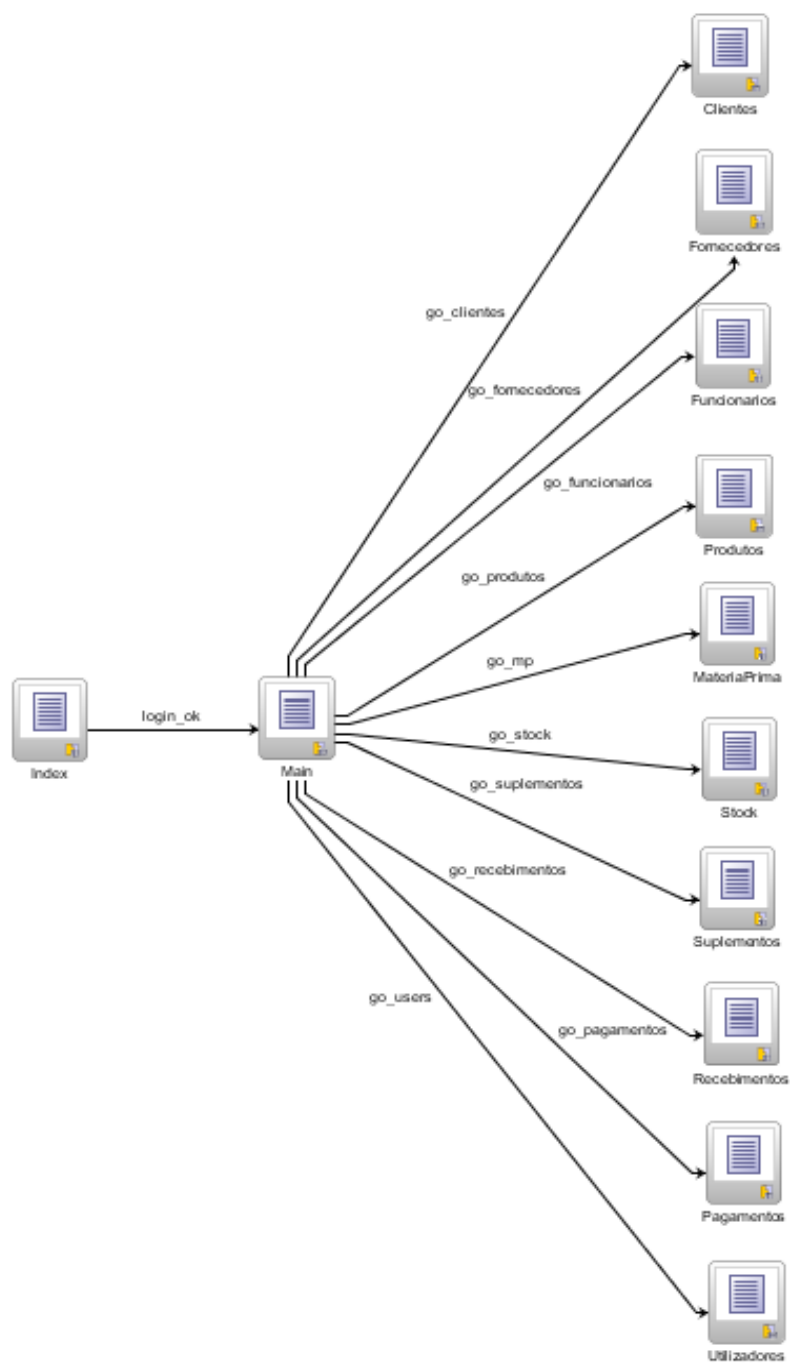 Clientes
Fornecedores
go_clientes
Funcionarios
go_fornecedores
go_funcionarios
Produtos
go_produtos
go_mp
MateriaPrima
login_ok
go_stock
Index
Main
go_suplementos
Stock
go_recebimentos
Suplementos
go_users
go_pagamentos
Recebimentos
Pagamentos
Utilizadores